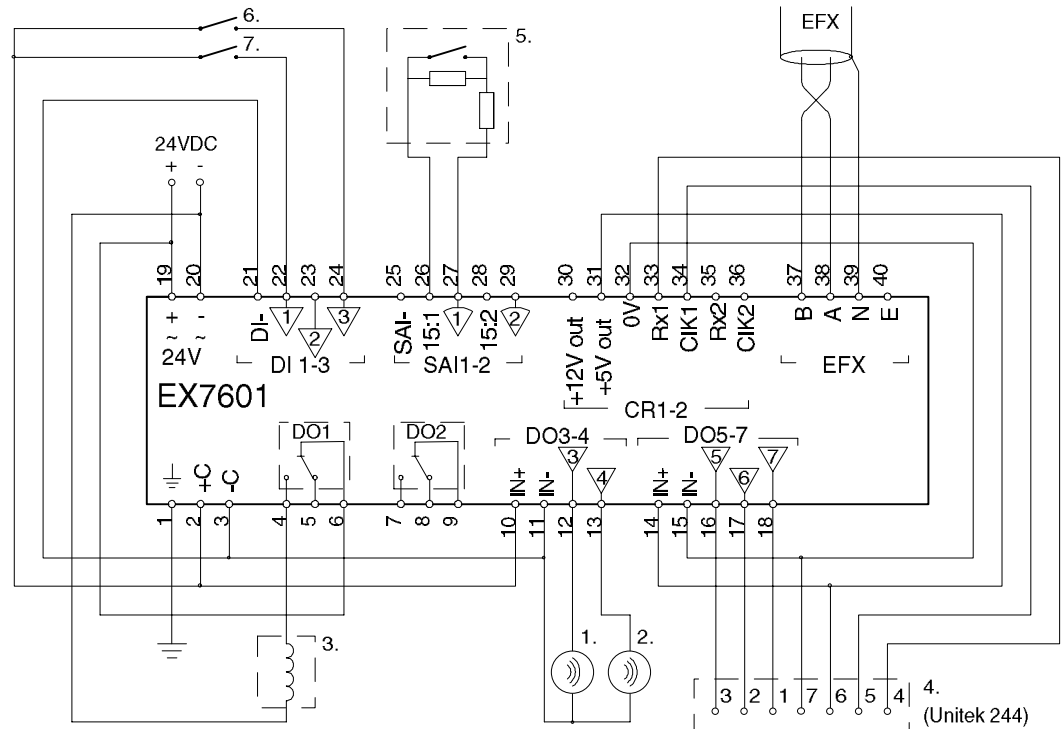 6.
EFX
5.
7.
24VDC
+ -
19 20 21 22 23 24 25 26 27 28 29 30 31 32 33 34 35 36 37 38 39 40
+ - DI- 1 2 3 SAI- 15:1 1 15:2 2 +12V out +5V out 0V Rx1 ClK1 Rx2 ClK2 B A N E
~ ~
24V
DI 1-3
SAI1-2
EFX
EX7601
CR1-2
DO1
DO2
DO3-4
DO5-7
C+ C- IN+ IN- 3 4 IN+ IN- 5 6 7
1 2 3 4 5 6 7 8 9 10 11 12 13 14 15 16 17 18
3.
1.
2.
3 2 1 7 6 5 4
4.
(Unitek 244)